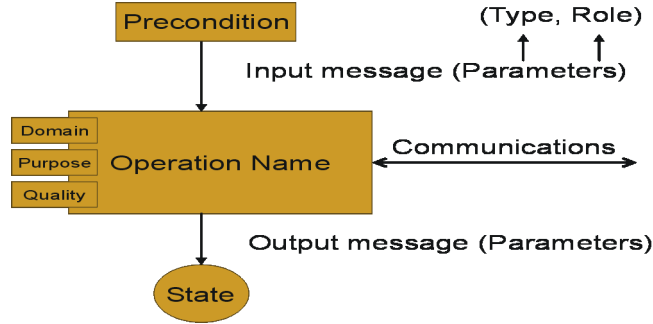 Precondition
(Type, Role)
Input message (Parameters)
Domain
Purpose
Quality
Operation Name
Communications
Output message (Parameters)
State